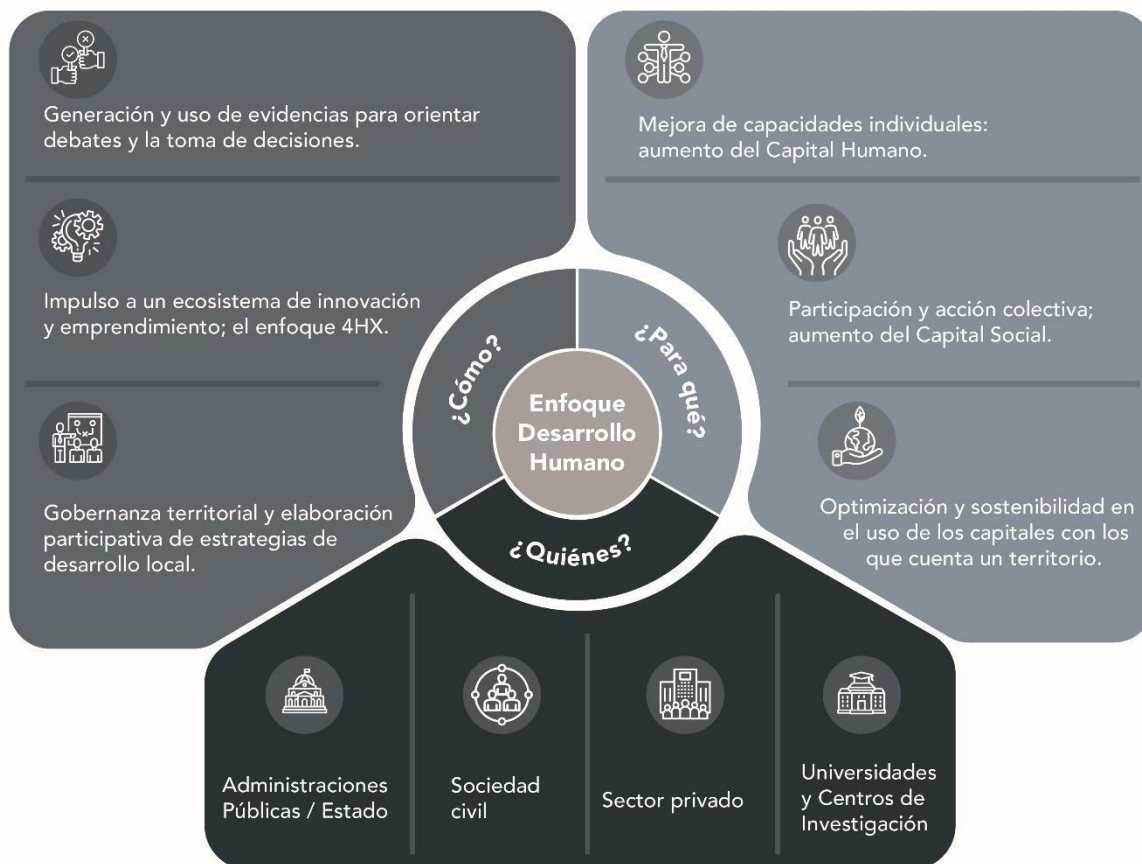 Generación y uso de evidencias para orientar
debates y la toma de decisiones.
Impulso a un ecosistema de innovación
y emprendimiento; el enfoque 4HX.
Gobernanza territorial y elaboración
participativa de estrategias de
desarrollo local.
¿Cómo?
¿Para qué?
¿Quiénes?
Enfoque
Desarrollo
Humano
Mejora de capacidades individuales:
aumento del Capital Humano.
Participación y acción colectiva;
aumento del Capital Social.
Optimización y sostenibilidad en
el uso de los capitales con los
que cuenta un territorio.
Administraciones
Públicas / Estado
Sociedad
civil
Sector privado
Universidades
y Centros de
Investigación